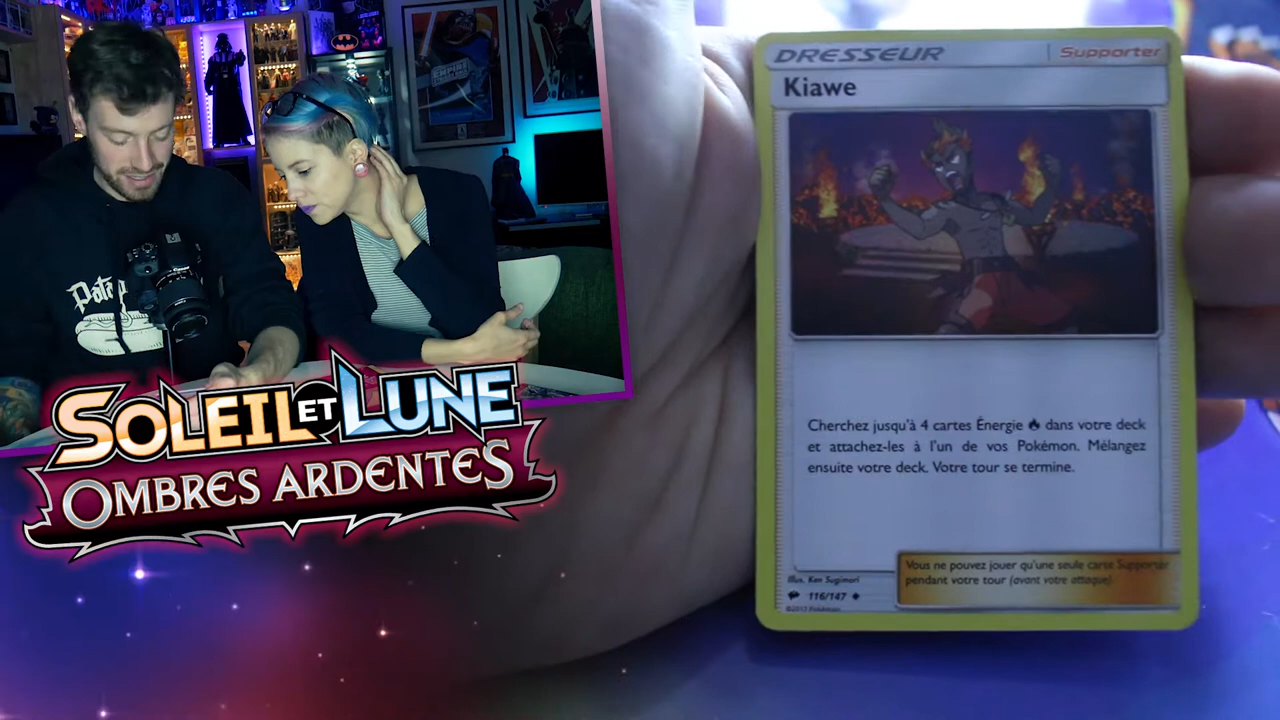 SOLEIL ET LUNE
OMBRES ARDENTES
DRESSEUR
Supporter
Kiawe
Cherchez jusqu'à 4 cartes Énergie dans votre deck
et attachez-les à l'un de vos Pokémon. Mélangez
ensuite votre deck. Votre tour se termine.
Vous ne pouvez jouer qu'une seule carte Supporter
pendant votre tour (avant votre attaque).
Illus. Ken Sugimori
116/147
©2017 Pokémon